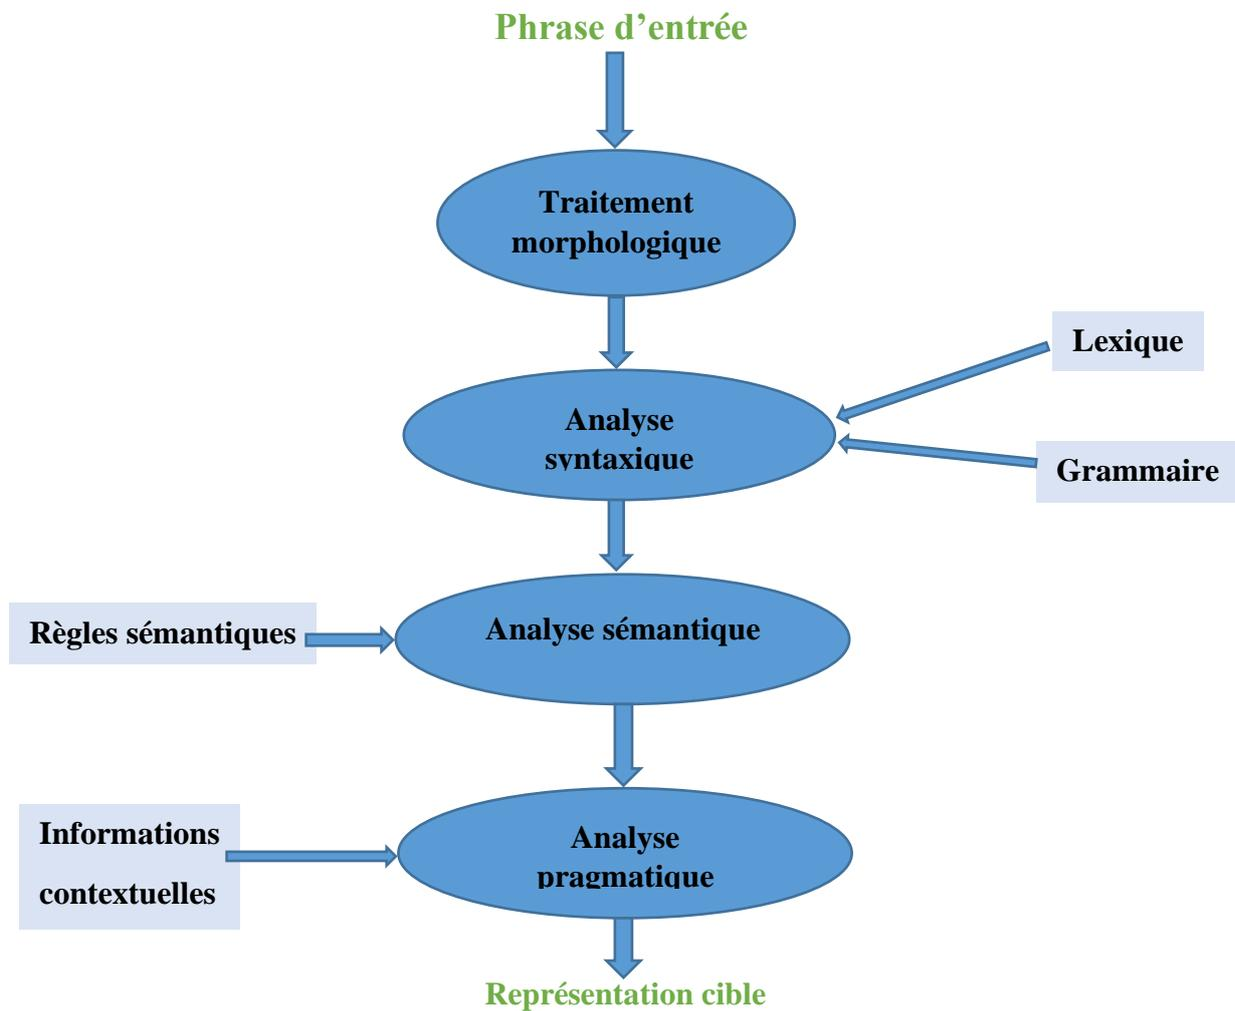 Phrase d’entrée
Traitement
morphologique
Lexique
Analyse
syntaxique
Grammaire
Règles sémantiques
Analyse sémantique
Informations
contextuelles
Analyse
pragmatique
Représentation cible